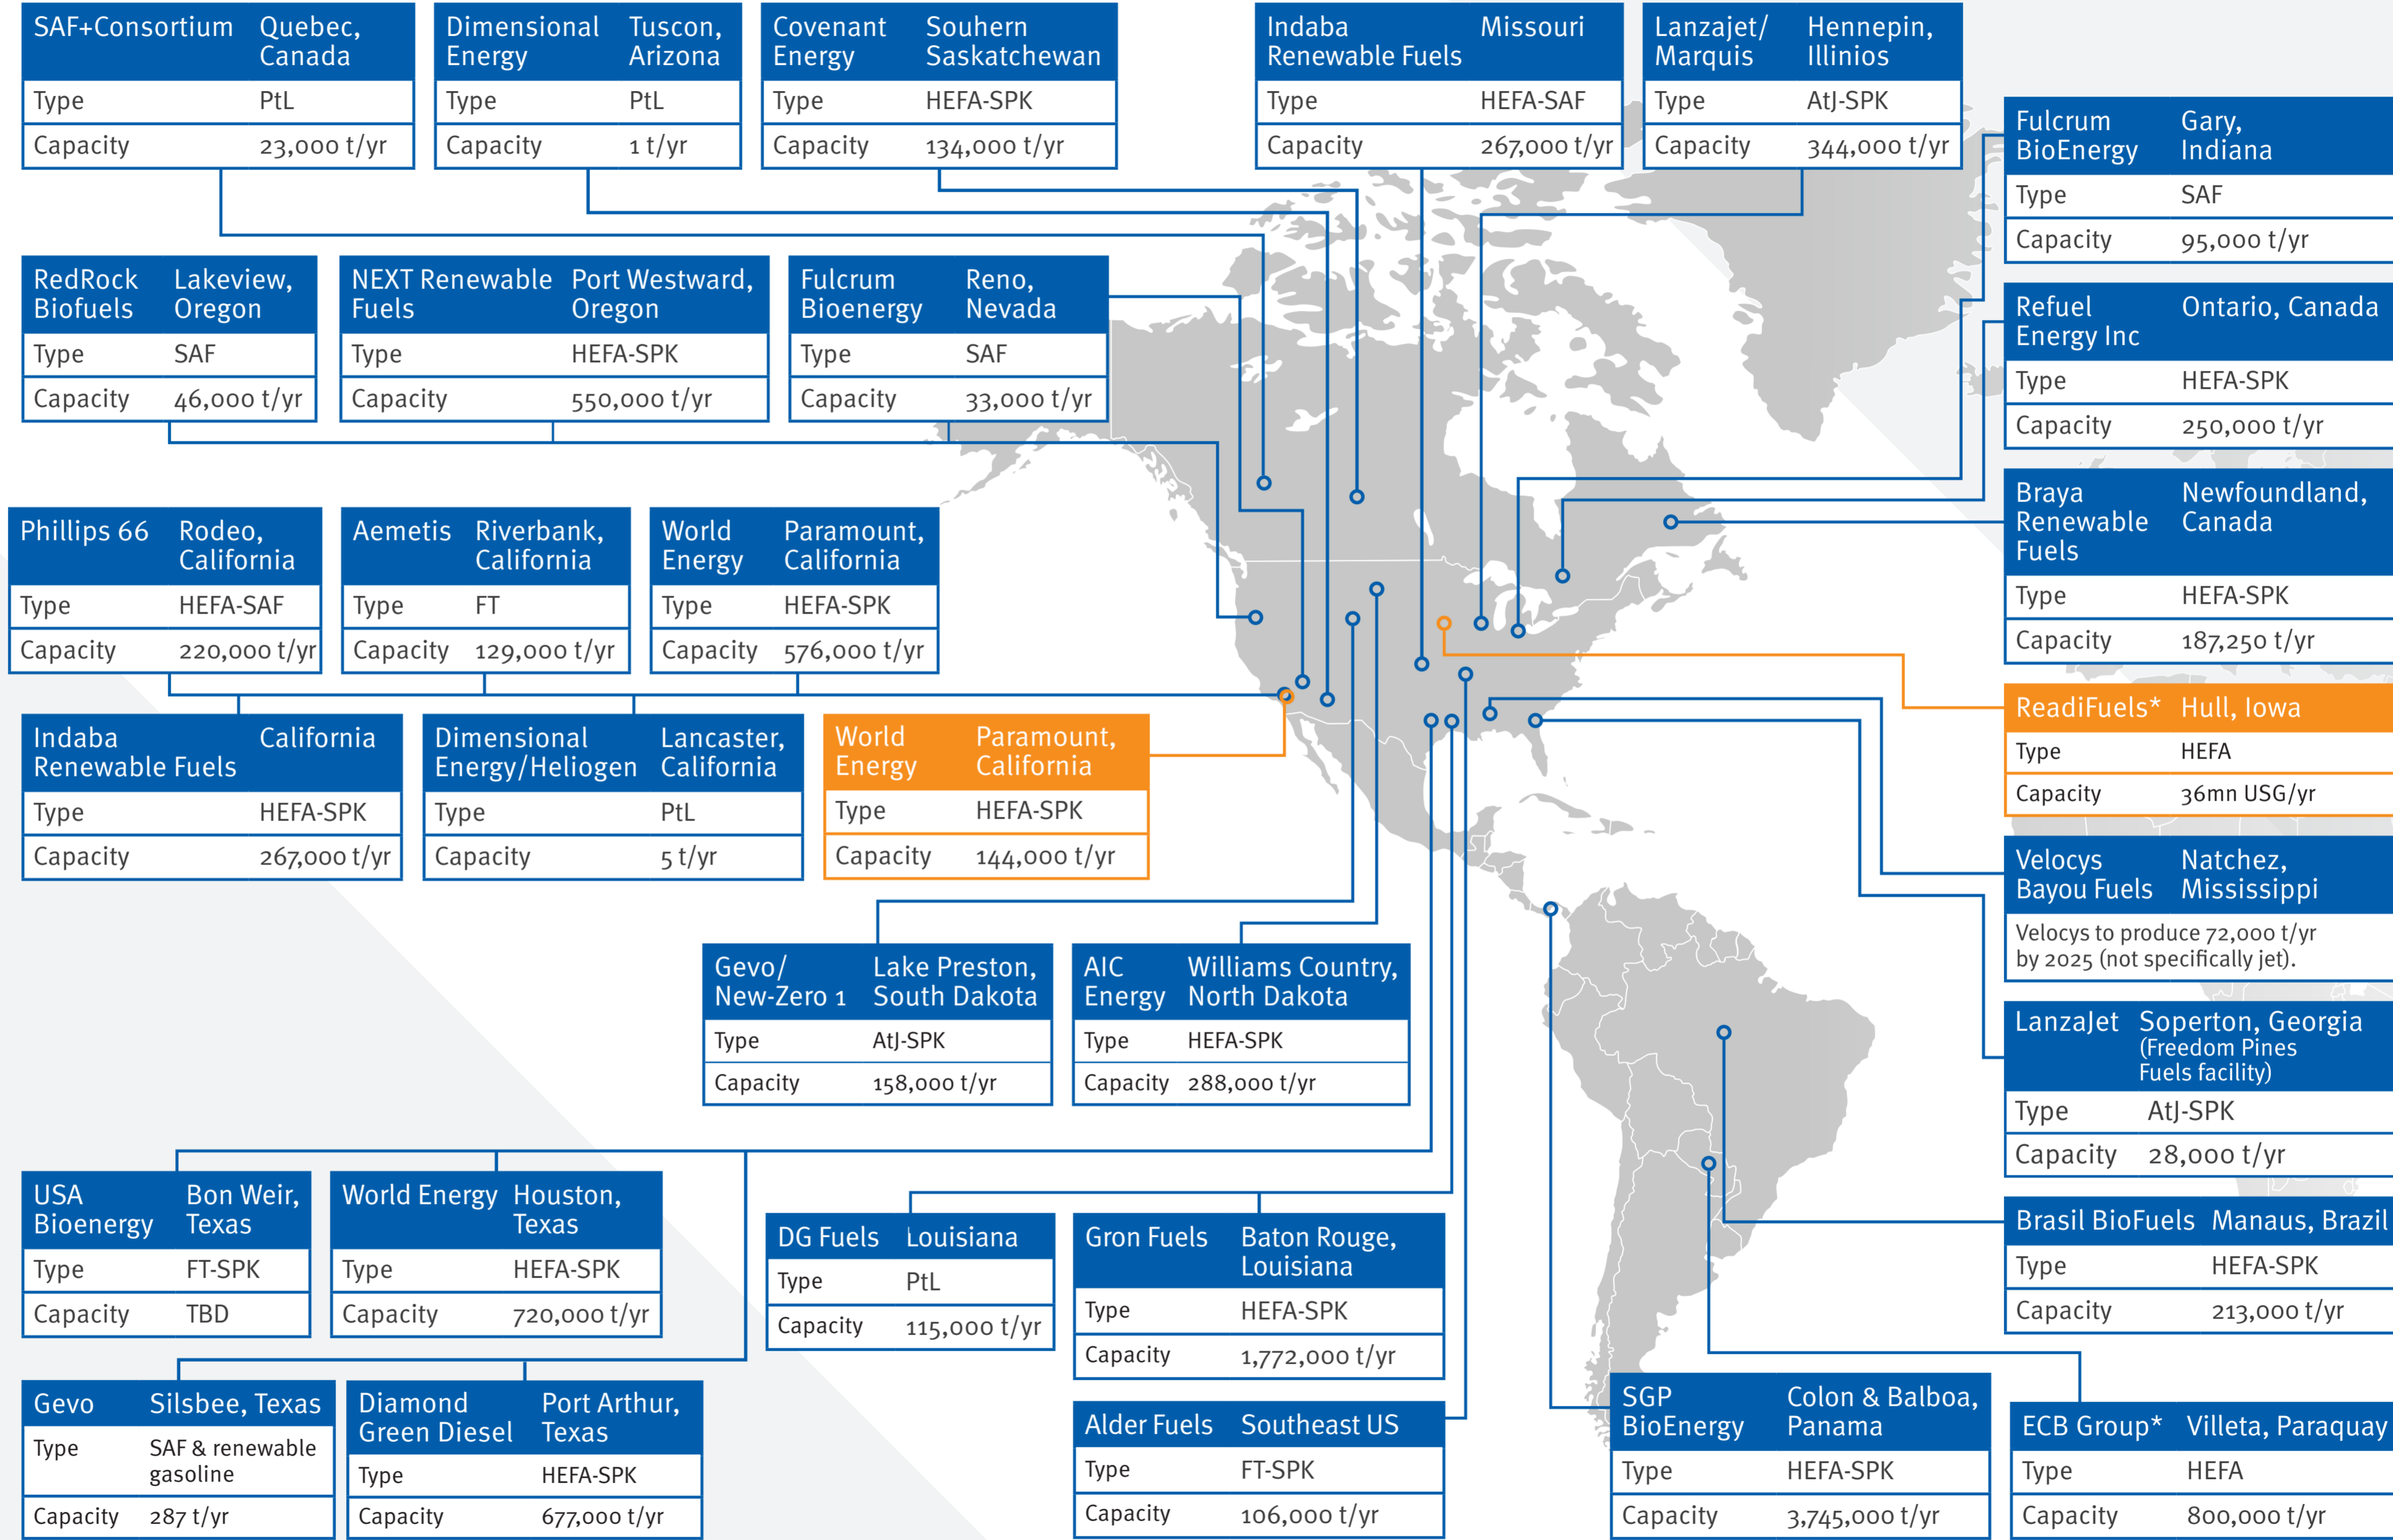 SAF+Consortium Quebec,
Canada
Type PtL
Capacity 23,000 t/yr
Dimensional Tuscon,
Energy Arizona
Type PtL
Capacity 1 t/yr
Covenant Souhern
Energy Saskatchewan
Type HEFA-SPK
Capacity 134,000 t/yr
Indaba Missouri
Renewable Fuels
Type HEFA-SAF
Capacity 267,000 t/yr
Lanzajet/ Hennepin,
Marquis Illinios
Type AtJ-SPK
Capacity 344,000 t/yr
Fulcrum Gary,
BioEnergy Indiana
Type SAF
Capacity 95,000 t/yr
RedRock Lakeview,
Biofuels Oregon
Type SAF
Capacity 46,000 t/yr
NEXT Renewable Port Westward,
Fuels Oregon
Type HEFA-SPK
Capacity 550,000 t/yr
Fulcrum Reno,
Bioenergy Nevada
Type SAF
Capacity 33,000 t/yr
Refuel Ontario, Canada
Energy Inc
Type HEFA-SPK
Capacity 250,000 t/yr
Braya Newfoundland,
Renewable Canada
Fuels
Type HEFA-SPK
Capacity 187,250 t/yr
Phillips 66 Rodeo,
California
Type HEFA-SAF
Capacity 220,000 t/yr
Aemetis Riverbank,
California
Type FT
Capacity 129,000 t/yr
World Paramount,
Energy California
Type HEFA-SPK
Capacity 576,000 t/yr
ReadiFuels* Hull, Iowa
Type HEFA
Capacity 36mn USG/yr
Indaba California
Renewable Fuels
Type HEFA-SPK
Capacity 267,000 t/yr
Dimensional Lancaster,
Energy/Heliogen California
Type PtL
Capacity 5 t/yr
World Paramount,
Energy California
Type HEFA-SPK
Capacity 144,000 t/yr
Velocys Natchez,
Bayou Fuels Mississippi
Velocys to produce 72,000 t/yr
by 2025 (not specifically jet).
Gevo/ Lake Preston,
New-Zero 1 South Dakota
Type AtJ-SPK
Capacity 158,000 t/yr
AIC Williams Country,
Energy North Dakota
Type HEFA-SPK
Capacity 288,000 t/yr
LanzaJet Soperton, Georgia
(Freedom Pines
Fuels facility)
Type AtJ-SPK
Capacity 28,000 t/yr
USA Bon Weir,
Bioenergy Texas
Type FT-SPK
Capacity TBD
World Energy Houston,
Texas
Type HEFA-SPK
Capacity 720,000 t/yr
DG Fuels Louisiana
Type PtL
Capacity 115,000 t/yr
Gron Fuels Baton Rouge,
Louisiana
Type HEFA-SPK
Capacity 1,772,000 t/yr
Brasil BioFuels Manaus, Brazil
Type HEFA-SPK
Capacity 213,000 t/yr
Gevo Silsbee, Texas
Type SAF & renewable
gasoline
Capacity 287 t/yr
Diamond Port Arthur,
Green Diesel Texas
Type HEFA-SPK
Capacity 677,000 t/yr
Alder Fuels Southeast US
Type FT-SPK
Capacity 106,000 t/yr
SGP Colon & Balboa,
BioEnergy Panama
Type HEFA-SPK
Capacity 3,745,000 t/yr
ECB Group* Villeta, Paraquay
Type HEFA
Capacity 800,000 t/yr